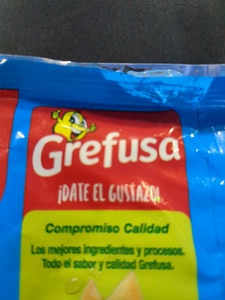 Grefusa
¡DATE EL GUSTAZO!
Compromiso Calidad
Los mejores ingredientes y procesos.
Todo el sabor y calidad Grefusa.